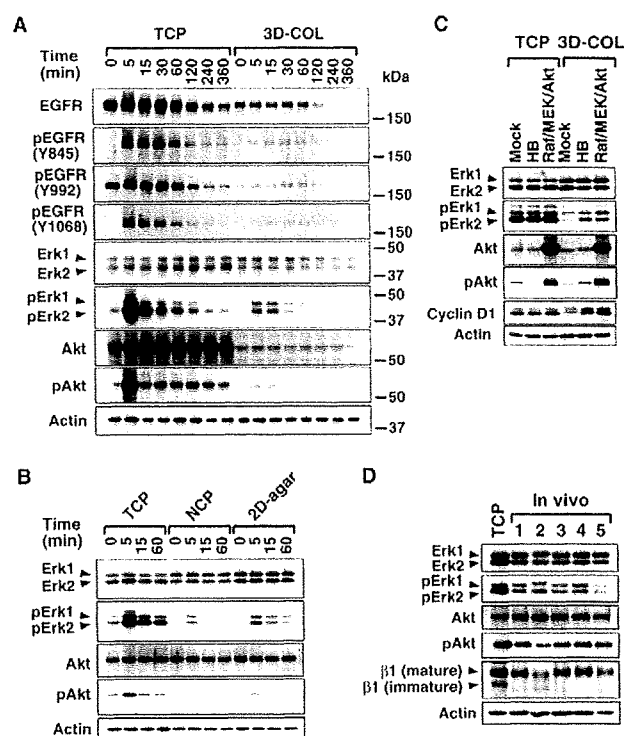 A
TCP 3D-COL
Time (min) 0 5 15 30 60 120 240 360 0 5 15 30 60 120 240 360
kDa
EGFR
150
pEGFR (Y845)
150
pEGFR (Y992)
150
pEGFR (Y1068)
150
50
Erk1
Erk2
37
50
pErk1
pErk2
37
Akt
50
pAkt
50
Actin
37
B
TCP NCP 2D-agar
Time (min) 0 5 15 60 0 5 15 60 0 5 15 60
Erk1
Erk2
pErk1
pErk2
Akt
pAkt
Actin
C
TCP 3D-COL
Mock HB Raf/MEK/Akt Mock HB Raf/MEK/Akt
Erk1
Erk2
pErk1
pErk2
Akt
pAkt
Cyclin D1
Actin
D
TCP In vivo
1 2 3 4 5
Erk1
Erk2
pErk1
pErk2
Akt
pAkt
β1 (mature)
β1 (immature)
Actin